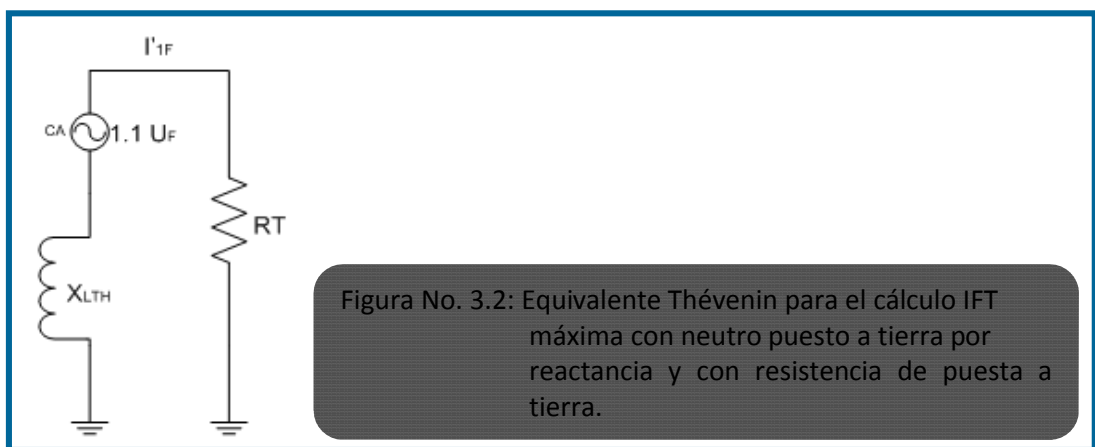 I'1F
CA 1.1 UF
RT
XLTH
Figura No. 3.2: Equivalente Thévenin para el cálculo IFT
máxima con neutro puesto a tierra por
reactancia y con resistencia de puesta a
tierra.